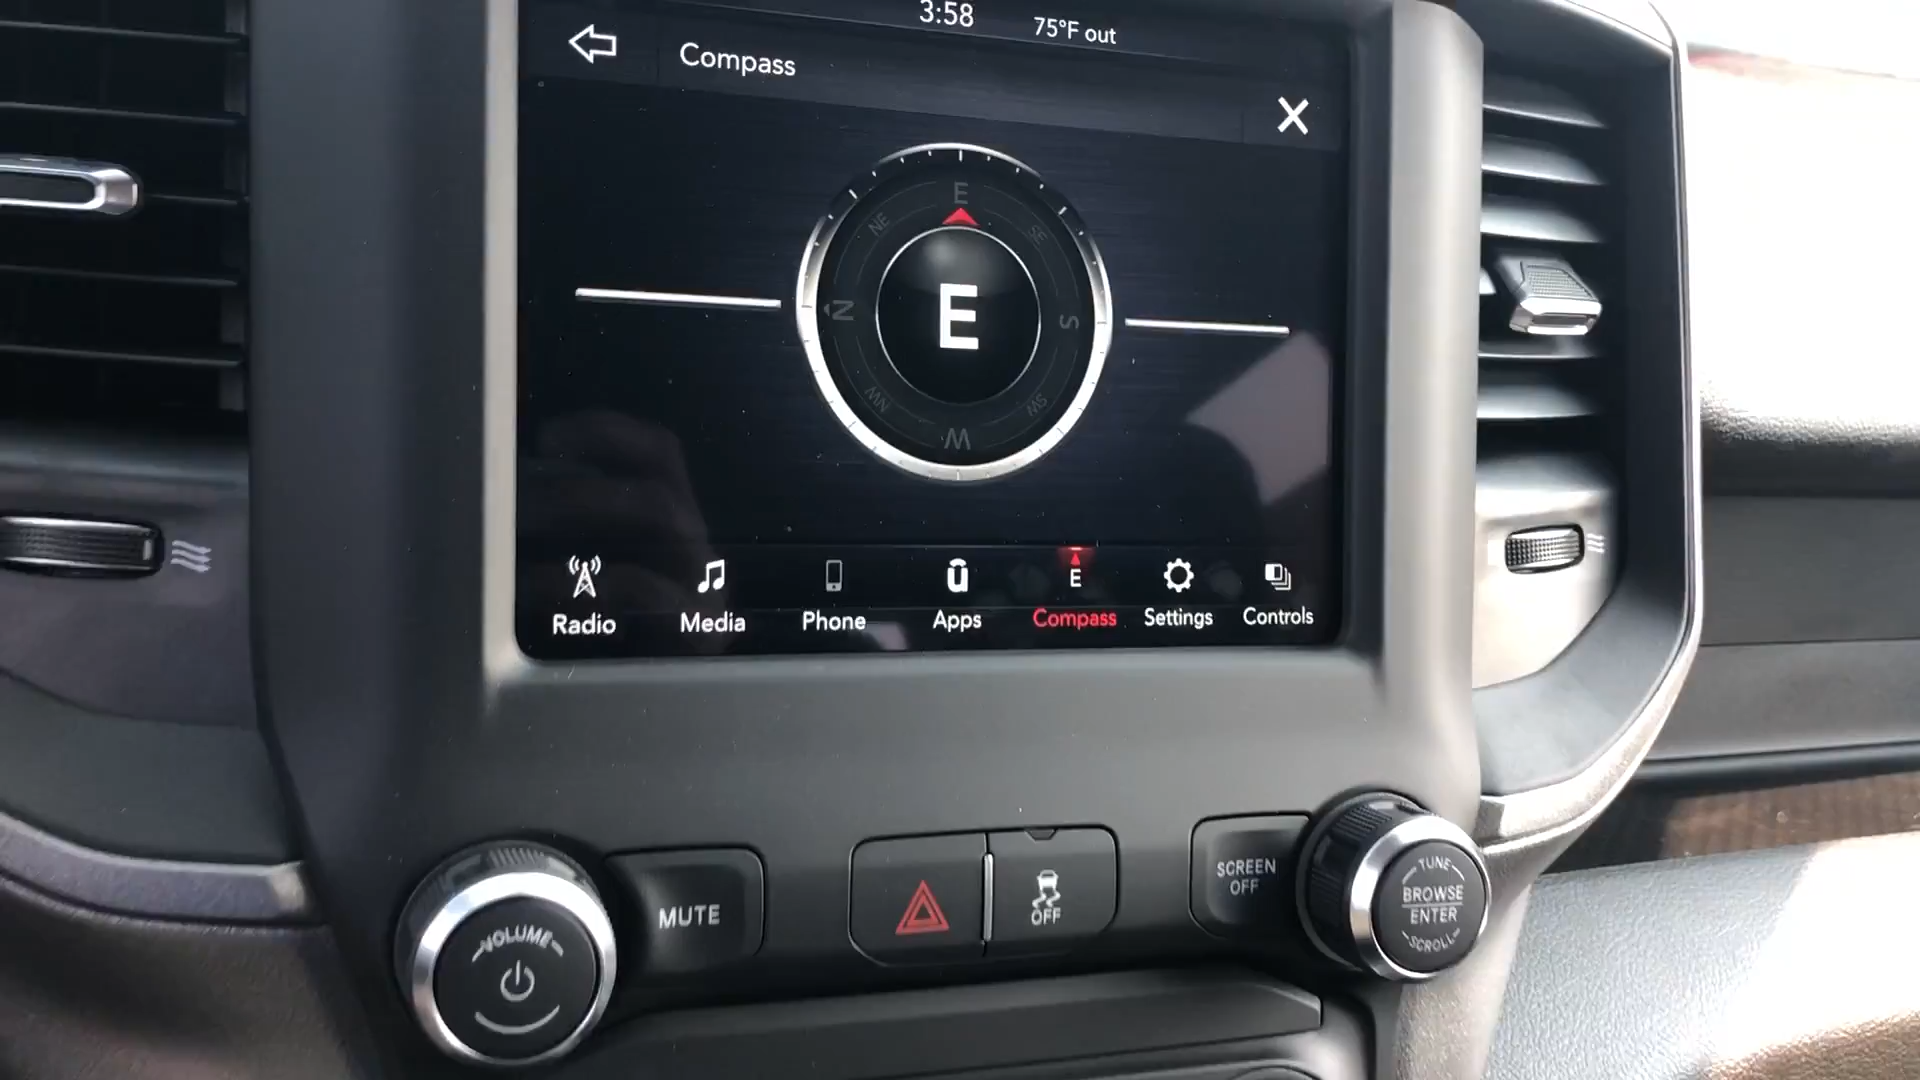 3:58 75°F out
Compass
E
NE SE
E
N S
NW SW
W
E
Radio Media Phone Apps Compass Settings Controls
SCREEN OFF
TUNE
BROWSE
ENTER
SCROLL
MUTE
OFF
VOLUME